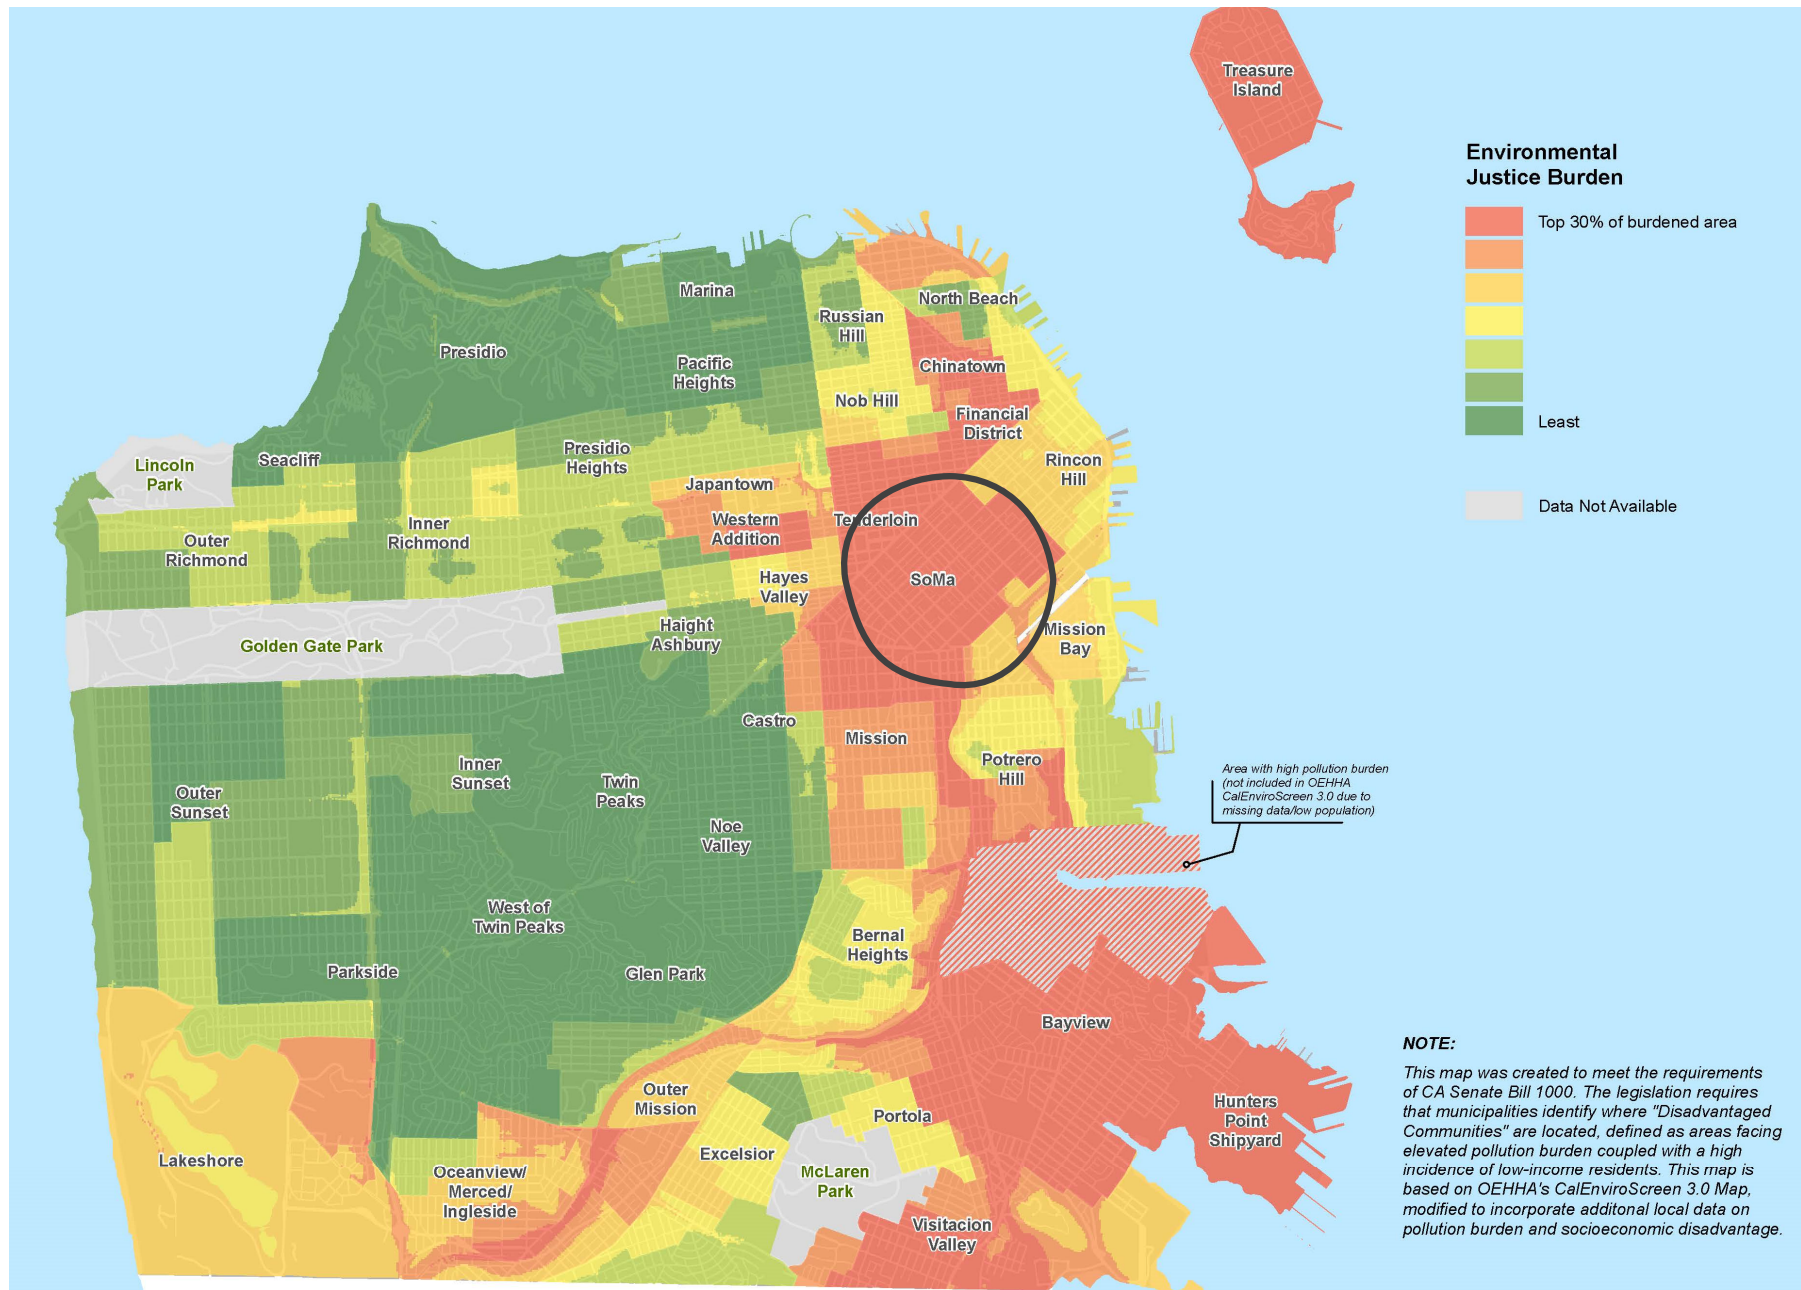 Treasure
Island
Environmental
Justice Burden
Top 30% of burdened area
Least
Data Not Available
Marina
North Beach
Russian
Hill
Presidio
Pacific
Heights
Chinatown
Nob Hill
Financial
District
Presidio
Heights
Seacliff
Lincoln
Park
Rincon
Hill
Japantown
Western
Addition
Tenderloin
Inner
Richmond
Outer
Richmond
Hayes
Valley
SoMa
Golden Gate Park
Haight
Ashbury
Mission
Bay
Castro
Mission
Potrero
Hill
Inner
Sunset
Twin
Peaks
Outer
Sunset
Noe
Valley
Area with high pollution burden
(not included in OEHHA
CalEnviroScreen 3.0 due to
missing data/low population)
West of
Twin Peaks
Bernal
Heights
Parkside
Glen Park
Bayview
Outer
Mission
Portola
Hunters
Point
Shipyard
Lakeshore
Excelsior
Oceanview/
Merced/
Ingleside
McLaren
Park
Visitacion
Valley
NOTE:
This map was created to meet the requirements
of CA Senate Bill 1000. The legislation requires
that municipalities identify where "Disadvantaged
Communities" are located, defined as areas facing
elevated pollution burden coupled with a high
incidence of low-income residents. This map is
based on OEHHA's CalEnviroScreen 3.0 Map,
modified to incorporate additonal local data on
pollution burden and socioeconomic disadvantage.